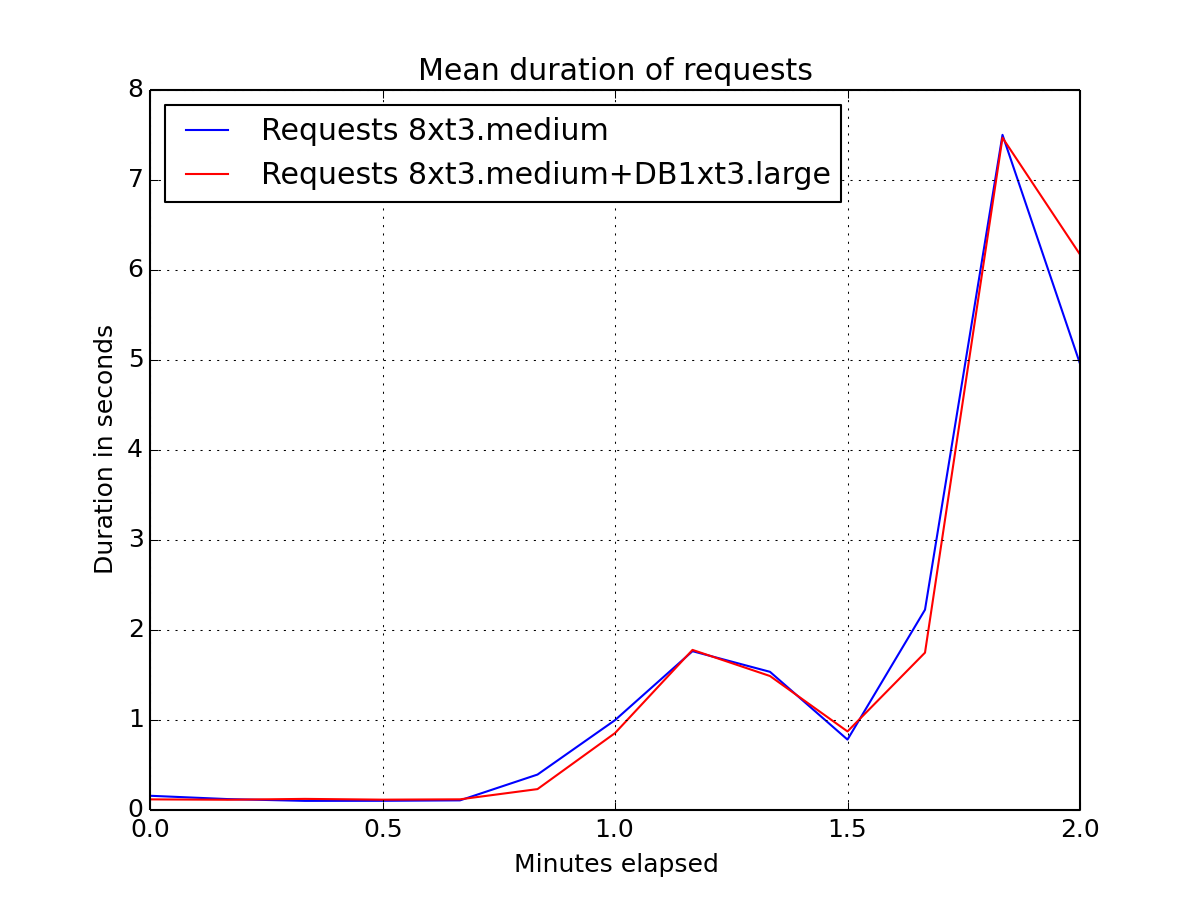 Mean duration of requests
Requests 8xt3.medium
Requests 8xt3.medium+DB1xt3.large
Duration in seconds
8
7
6
5
4
3
2
1
0
0.0 0.5 1.0 1.5 2.0
Minutes elapsed